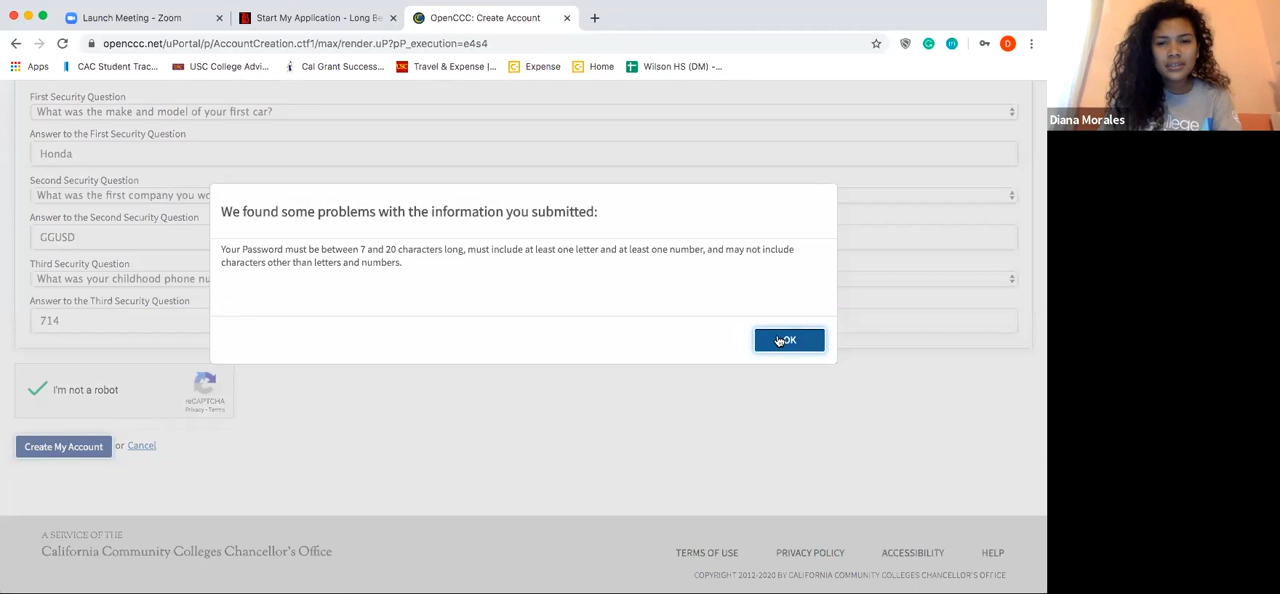 Launch Meeting - Zoom
Start My Application - Long Be
OpenCCC: Create Account
openccc.net/uPortal/p/AccountCreation.ctf1/max/render.uP?pP_execution=e4s4
D
Apps
CAC Student Trac...
USC College Advi...
Cal Grant Success...
Travel & Expense |...
Expense
Home
Wilson HS (DM) -...
Diana Morales
First Security Question
What was the make and model of your first car?
Answer to the First Security Question
Honda
Second Security Question
What was the first company you wo
Answer to the Second Security Question
GGUSD
Third Security Question
What was your childhood phone nu
Answer to the Third Security Question
714
We found some problems with the information you submitted:
Your Password must be between 7 and 20 characters long, must include at least one letter and at least one number, and may not include
characters other than letters and numbers.
OK
I'm not a robot
reCAPTCHA
Privacy - Terms
Create My Account or Cancel
A SERVICE OF THE
California Community Colleges Chancellor's Office
TERMS OF USE
PRIVACY POLICY
ACCESSIBILITY
HELP
COPYRIGHT 2012-2020 BY CALIFORNIA COMMUNITY COLLEGES CHANCELLOR'S OFFICE